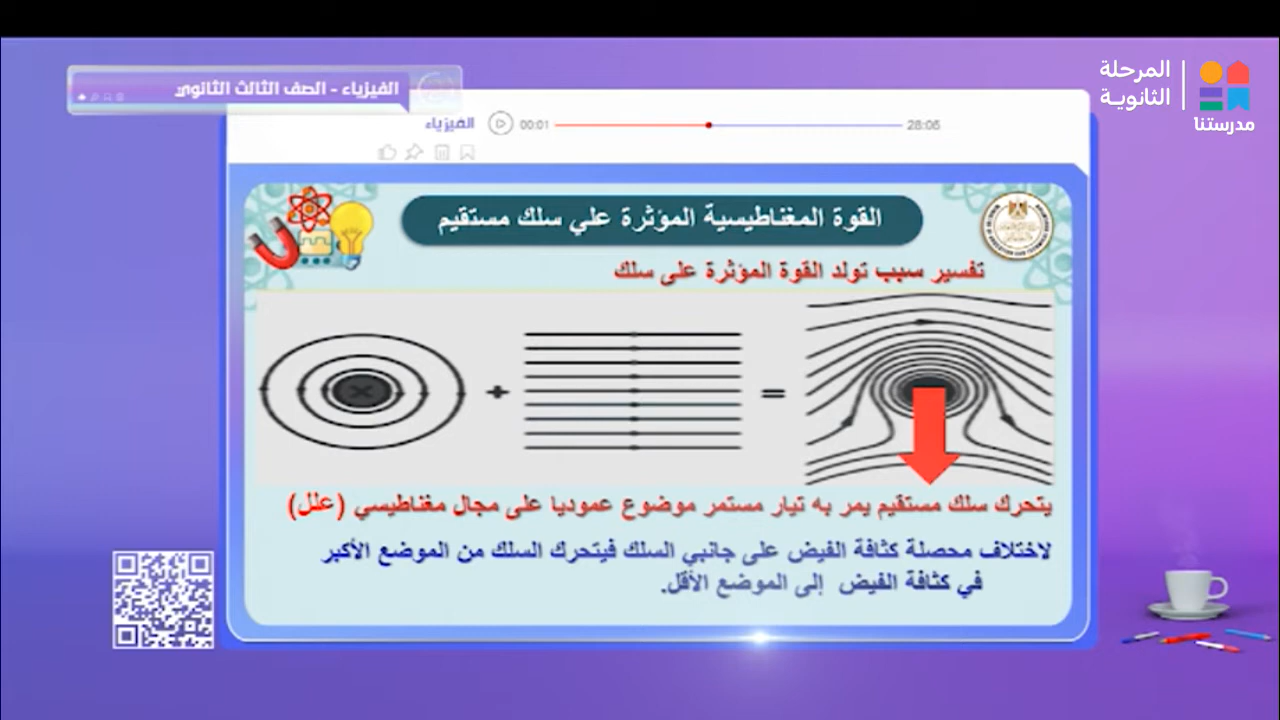 المرحلة
الثانوية
مدرستنا
الفيزياء - الصف الثالث الثانوي
الفيزياء
00:01
28:06
القوة المغناطيسية المؤثرة علي سلك مستقيم
تفسير سبب تولد القوة المؤثرة على سلك
+
=
يتحرك سلك مستقيم يمر به تيار مستمر موضوع عموديا على مجال مغناطيسي (علل)
لاختلاف محصلة كثافة الفيض على جانبي السلك فيتحرك السلك من الموضع الأكبر
في كثافة الفيض إلى الموضع الأقل.